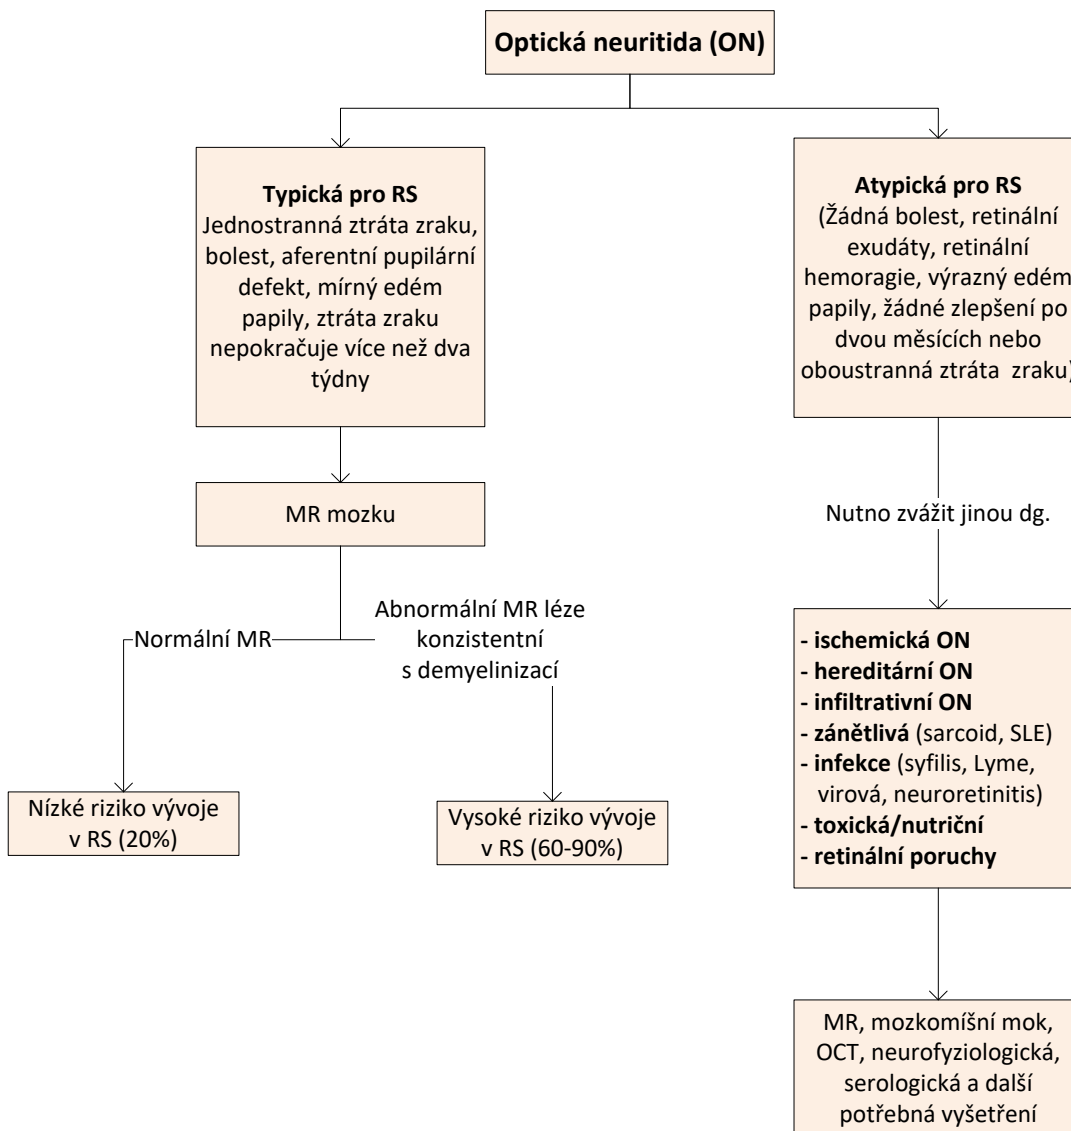 Optická neuritida (ON)
Typická pro RS
Jednostranná ztráta zraku,
bolest, aferentní pupilární
defekt, mírný edém
papily, ztráta zraku
nepokračuje více než dva
týdny
Atypická pro RS
(Žádná bolest, retinální
exudáty, retinální
hemoragie, výrazný edém
papily, žádné zlepšení po
dvou měsících nebo
oboustranná ztráta  zraku)
MR mozku
Nutno zvážit jinou dg.
Normální MR
Abnormální MR léze
konzistentní
s demyelinizací
- ischemická ON
- hereditární ON
- infiltrativní ON
- zánětlivá (sarcoid, SLE)
- infekce (syfilis, Lyme,
virová, neuroretinitis)
- toxická/nutriční
- retinální poruchy
Nízké riziko vývoje
v RS (20%)
Vysoké riziko vývoje
v RS (60-90%)
MR, mozkomíšní mok,
OCT, neurofyziologická,
serologická a další
potřebná vyšetření